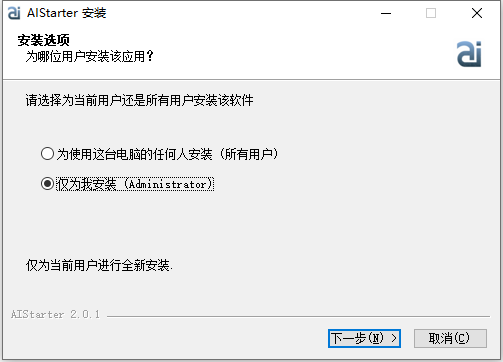 AIStarter 安装
安装选项
为哪位用户安装该应用？
ai
请选择为当前用户还是所有用户安装该软件
为使用这台电脑的任何人安装（所有用户）
仅为我安装 (Administrator)
仅为当前用户进行全新安装.
AIStarter 2.0.1
下一步(N) >
取消(C)